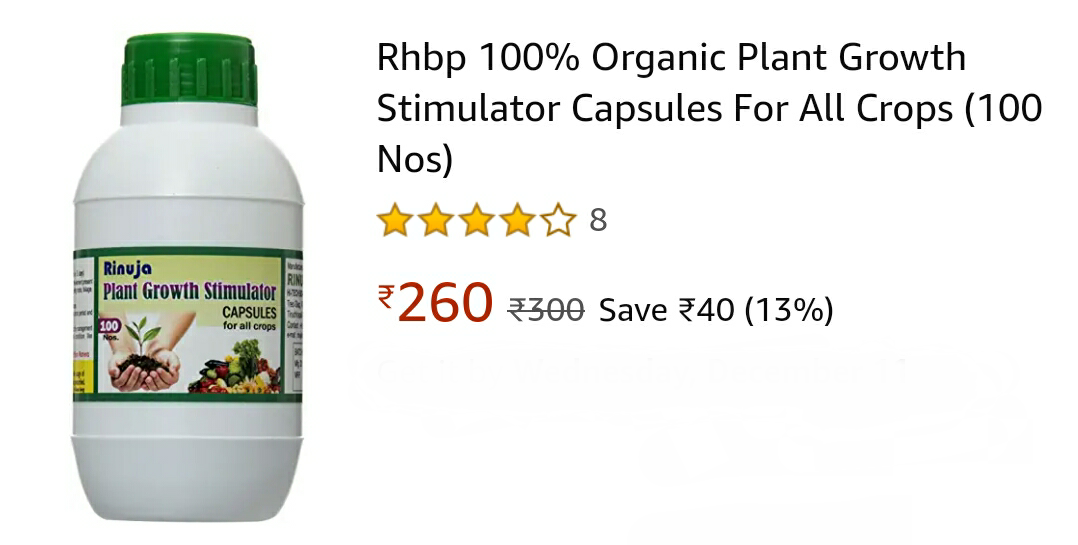 Rhbp 100% Organic Plant Growth
Stimulator Capsules For All Crops (100
Nos)
8
₹260 ₹300 Save ₹40 (13%)
Rinuja
Plant Growth Stimulator
CAPSULES
for all crops
100
Nos.